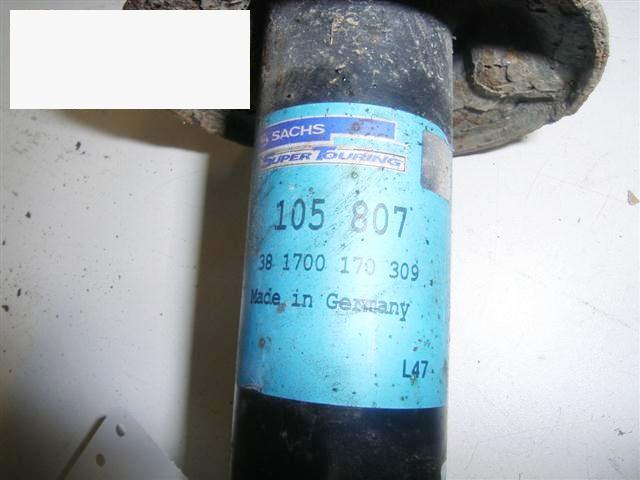 SACHS
SUPER TOURING
105 807
38 1700 170 309
Made in Germany
L47